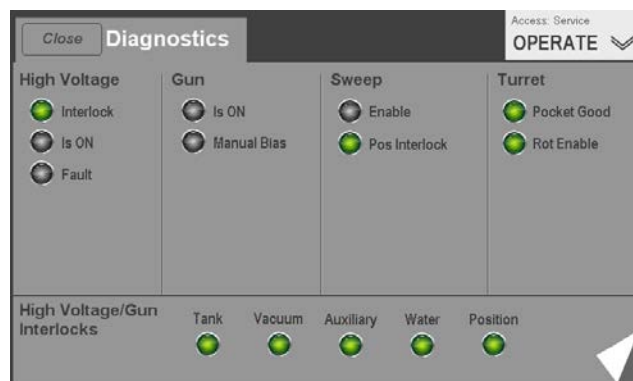 Close
Diagnostics
Access: Service
OPERATE
High Voltage
Interlock
Is ON
Fault
Gun
Is ON
Manual Bias
Sweep
Enable
Pos Interlock
Turret
Pocket Good
Rot Enable
High Voltage/Gun
Interlocks
Tank
Vacuum
Auxiliary
Water
Position